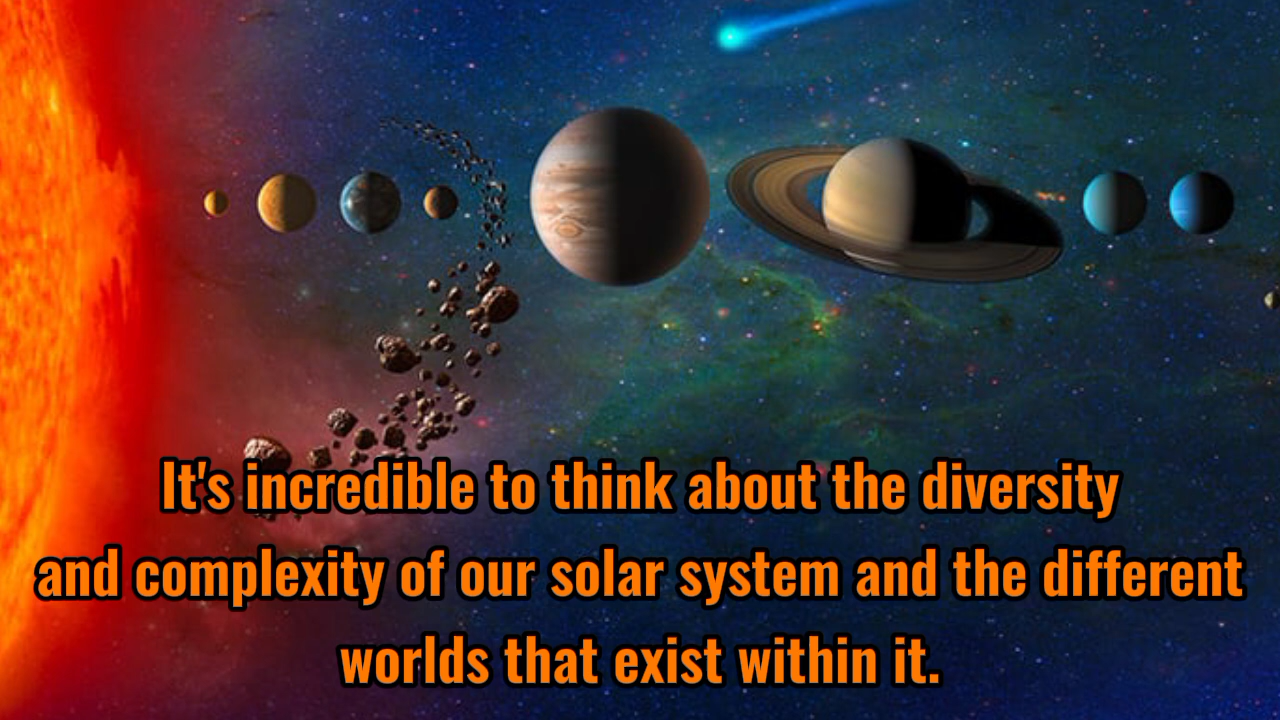 It's incredible to think about the diversity
and complexity of our solar system and the different
worlds that exist within it.